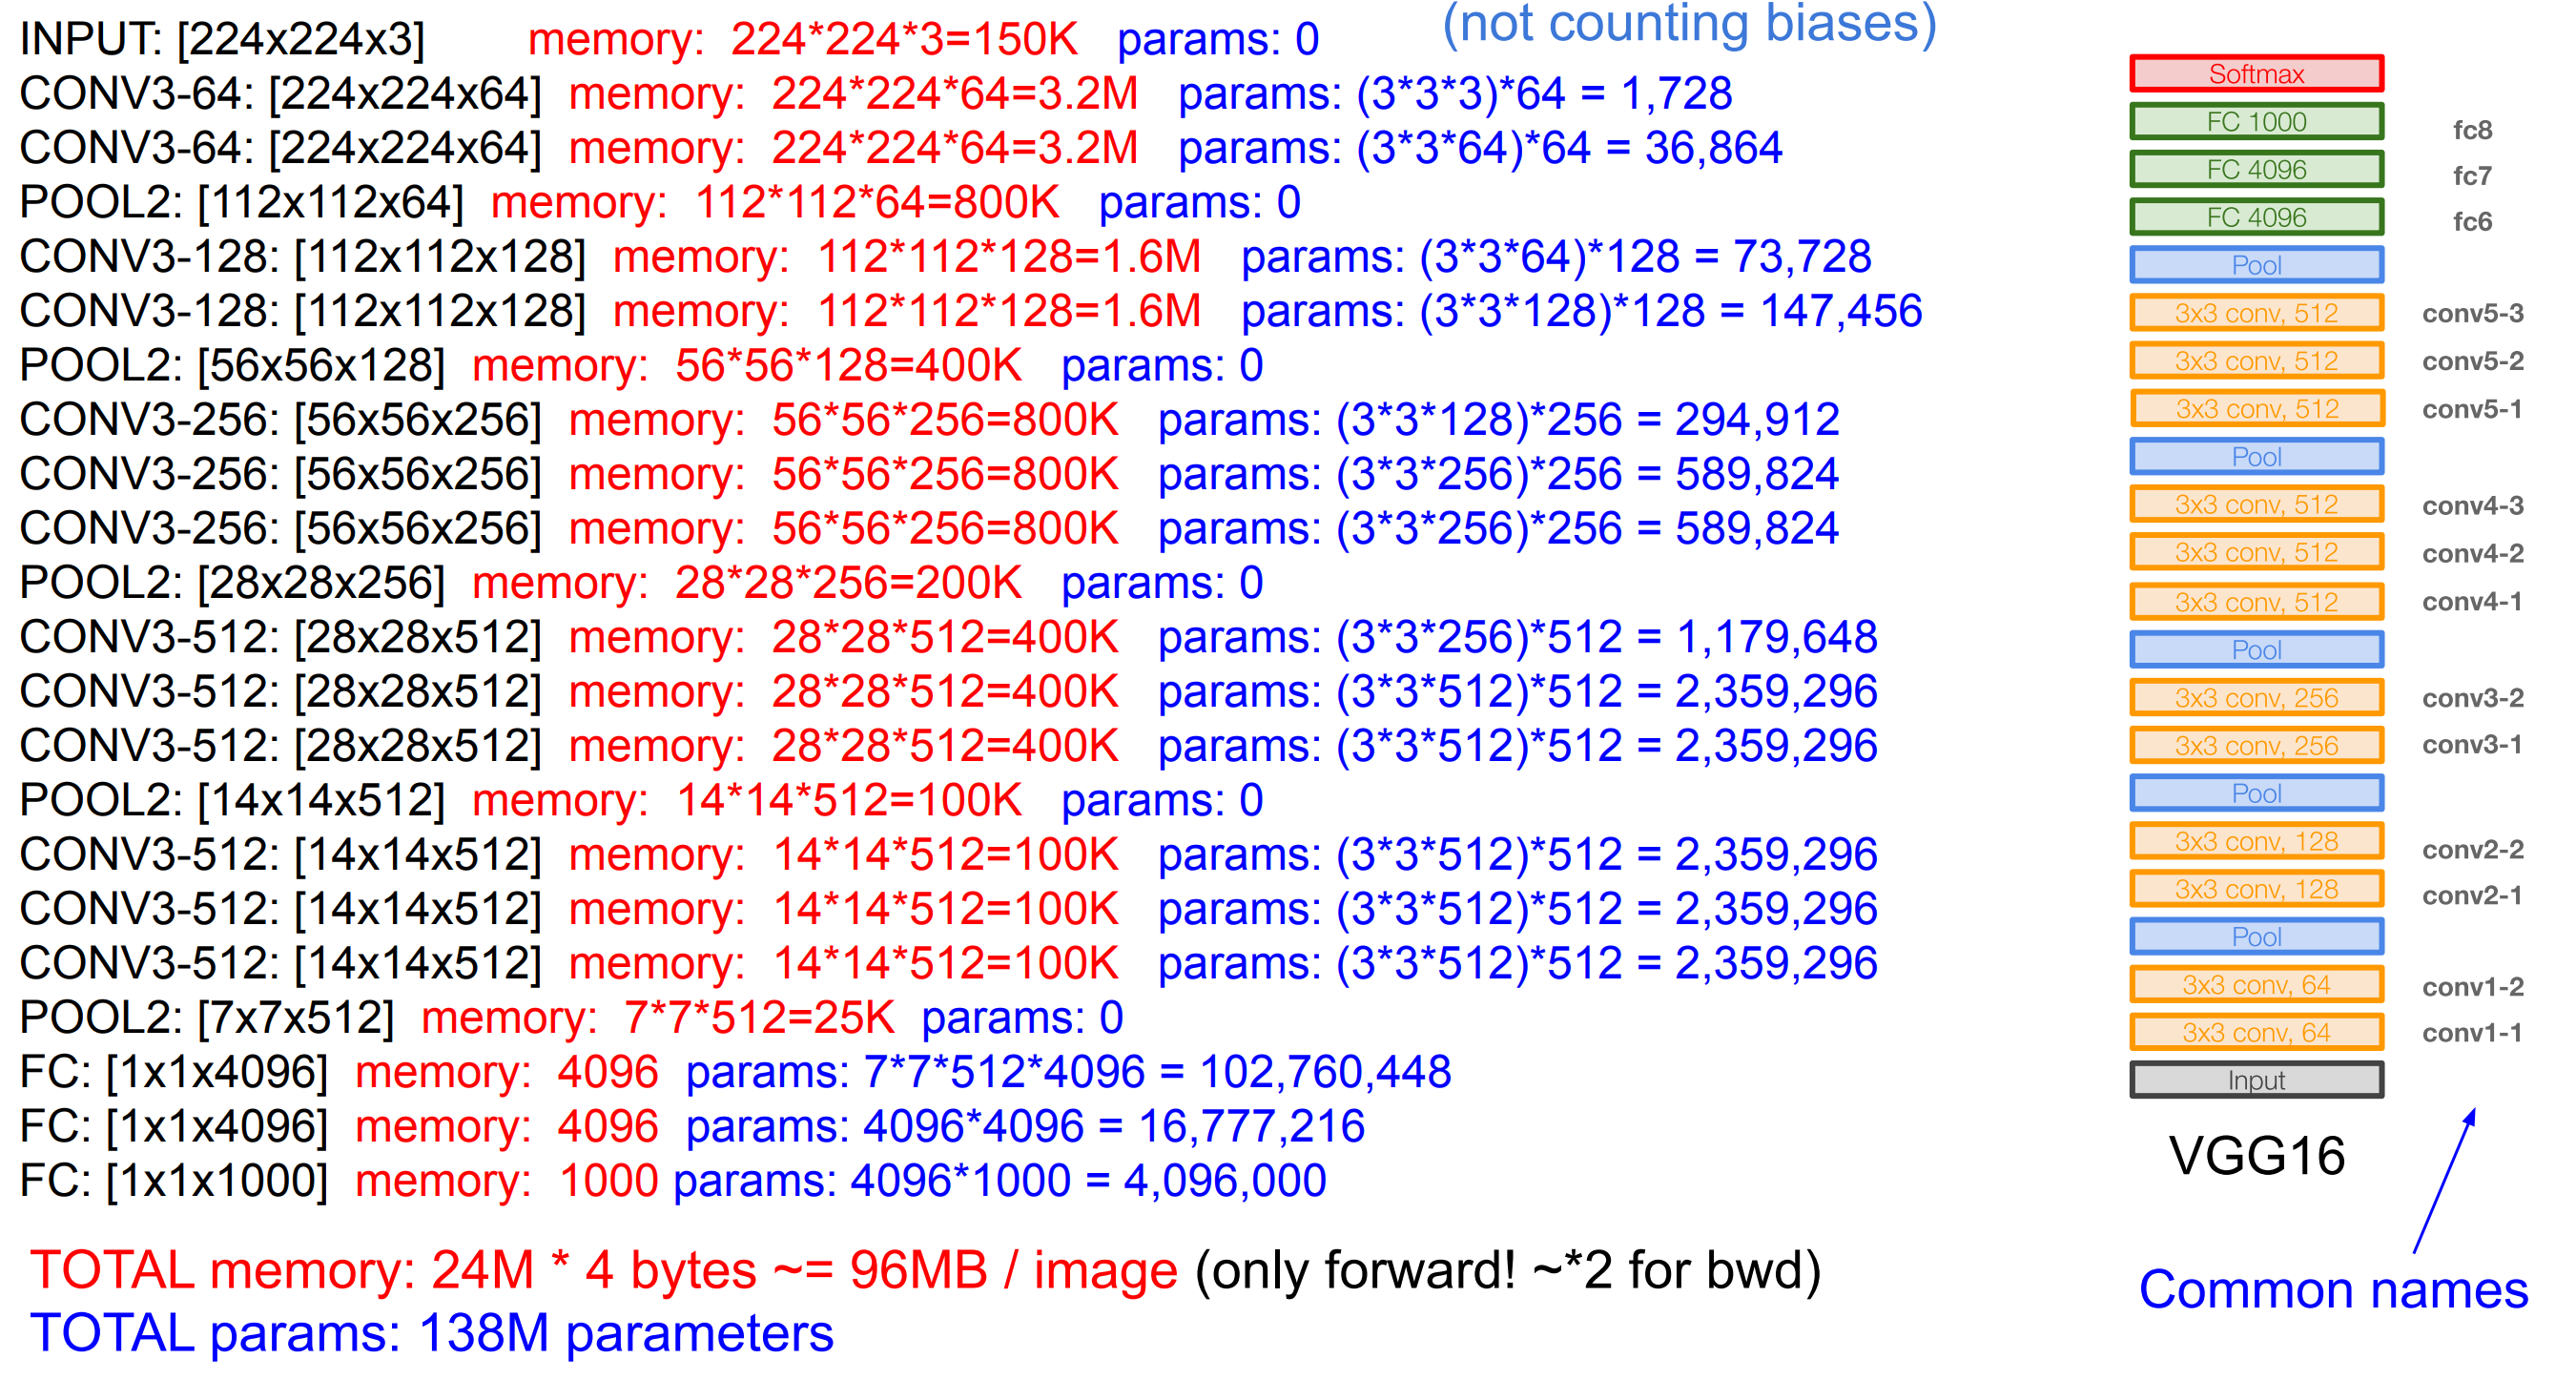 (not counting biases)
INPUT: [224x224x3] memory: 224*224*3=150K params: 0
CONV3-64: [224x224x64] memory: 224*224*64=3.2M params: (3*3*3)*64 = 1,728
CONV3-64: [224x224x64] memory: 224*224*64=3.2M params: (3*3*64)*64 = 36,864
POOL2: [112x112x64] memory: 112*112*64=800K params: 0
CONV3-128: [112x112x128] memory: 112*112*128=1.6M params: (3*3*64)*128 = 73,728
CONV3-128: [112x112x128] memory: 112*112*128=1.6M params: (3*3*128)*128 = 147,456
POOL2: [56x56x128] memory: 56*56*128=400K params: 0
CONV3-256: [56x56x256] memory: 56*56*256=800K params: (3*3*128)*256 = 294,912
CONV3-256: [56x56x256] memory: 56*56*256=800K params: (3*3*256)*256 = 589,824
CONV3-256: [56x56x256] memory: 56*56*256=800K params: (3*3*256)*256 = 589,824
POOL2: [28x28x256] memory: 28*28*256=200K params: 0
CONV3-512: [28x28x512] memory: 28*28*512=400K params: (3*3*256)*512 = 1,179,648
CONV3-512: [28x28x512] memory: 28*28*512=400K params: (3*3*512)*512 = 2,359,296
CONV3-512: [28x28x512] memory: 28*28*512=400K params: (3*3*512)*512 = 2,359,296
POOL2: [14x14x512] memory: 14*14*512=100K params: 0
CONV3-512: [14x14x512] memory: 14*14*512=100K params: (3*3*512)*512 = 2,359,296
CONV3-512: [14x14x512] memory: 14*14*512=100K params: (3*3*512)*512 = 2,359,296
CONV3-512: [14x14x512] memory: 14*14*512=100K params: (3*3*512)*512 = 2,359,296
POOL2: [7x7x512] memory: 7*7*512=25K params: 0
FC: [1x1x4096] memory: 4096 params: 7*7*512*4096 = 102,760,448
FC: [1x1x4096] memory: 4096 params: 4096*4096 = 16,777,216
FC: [1x1x1000] memory: 1000 params: 4096*1000 = 4,096,000
TOTAL memory: 24M * 4 bytes ~= 96MB / image (only forward! ~*2 for bwd)
TOTAL params: 138M parameters
Softmax
FC 1000 fc8
FC 4096 fc7
FC 4096 fc6
Pool
3x3 conv, 512 conv5-3
3x3 conv, 512 conv5-2
3x3 conv, 512 conv5-1
Pool
3x3 conv, 512 conv4-3
3x3 conv, 512 conv4-2
3x3 conv, 512 conv4-1
Pool
3x3 conv, 256 conv3-2
3x3 conv, 256 conv3-1
Pool
3x3 conv, 128 conv2-2
3x3 conv, 128 conv2-1
Pool
3x3 conv, 64 conv1-2
3x3 conv, 64 conv1-1
Input
VGG16
Common names